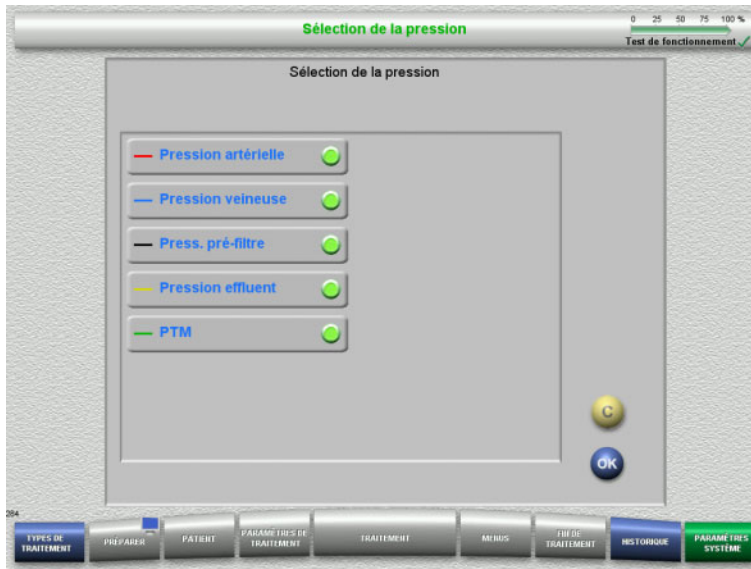 Sélection de la pression
0 25 50 75 100 %
Test de fonctionnement
Sélection de la pression
Pression artérielle
Pression veineuse
Press. pré-filtre
Pression effluent
PTM
C
OK
284
TYPES DE
TRAITEMENT
PRÉPARER
PATIENT
PARAMÈTRES DE
TRAITEMENT
TRAITEMENT
MENUS
FIN DE
TRAITEMENT
HISTORIQUE
PARAMÈTRES
SYSTÈME